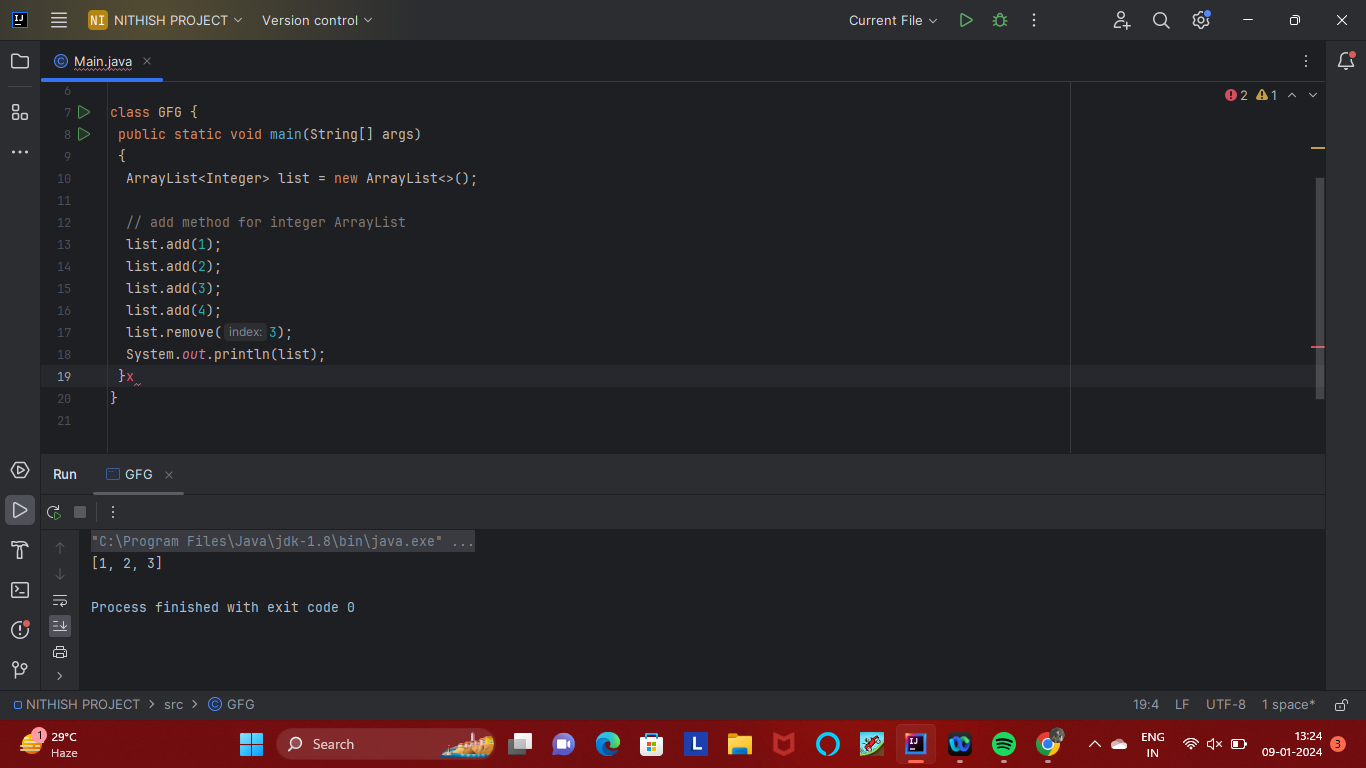 NI NITHISH PROJECT Version control Current File
Main.java
6
7 class GFG {
8 public static void main(String[] args)
9 {
10 ArrayList<Integer> list = new ArrayList<>();
11
12 // add method for integer ArrayList
13 list.add(1);
14 list.add(2);
15 list.add(3);
16 list.add(4);
17 list.remove( index: 3);
18 System.out.println(list);
19 }x
20 }
21
2 1
Run GFG
"C:\Program Files\Java\jdk-1.8\bin\java.exe" ...
[1, 2, 3]
Process finished with exit code 0
NITHISH PROJECT > src > GFG 19:4 LF UTF-8 1 space*
1 29°C
Haze
Search
L
ENG
IN
13:24
09-01-2024
3